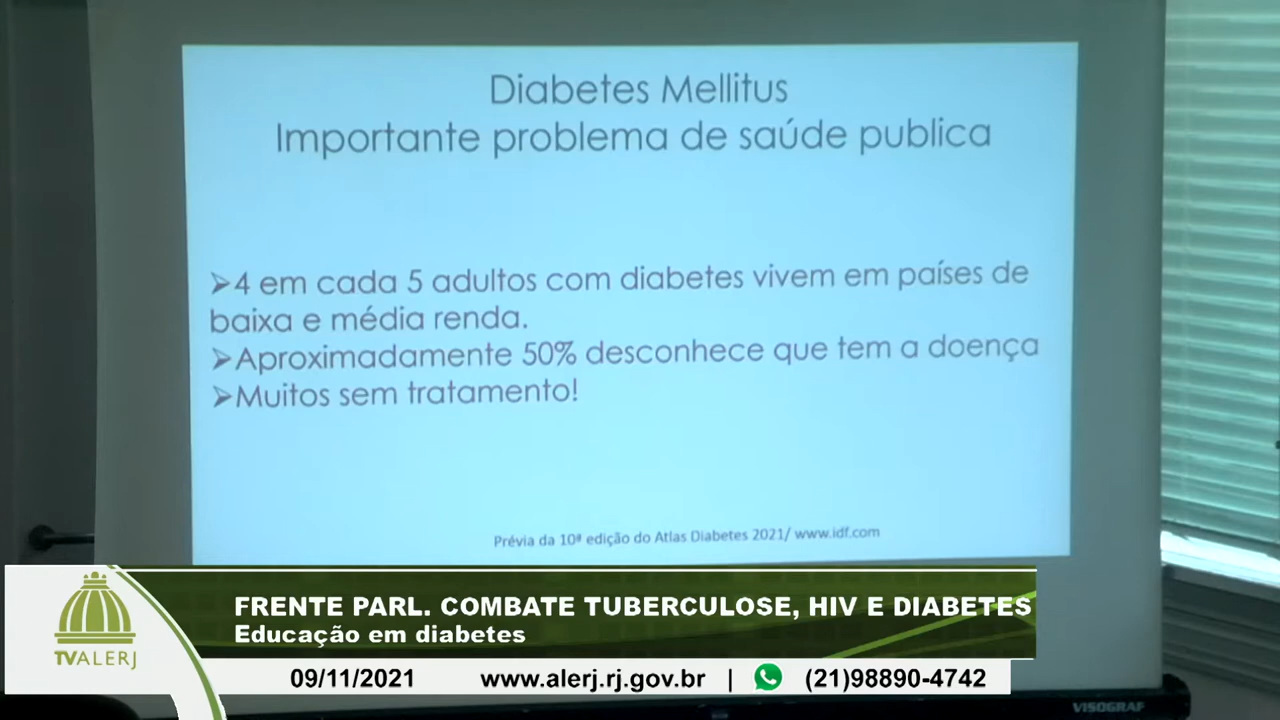 Diabetes Mellitus
Importante problema de saúde publica
➢4 em cada 5 adultos com diabetes vivem em países de
baixa e média renda.
➢Aproximadamente 50% desconhece que tem a doença
➢Muitos sem tratamento!
Prévia da 10ª edição do Atlas Diabetes 2021/ www.idf.com
FRENTE PARL. COMBATE TUBERCULOSE, HIV E DIABETES
Educação em diabetes
TVALERJ
09/11/2021 www.alerj.rj.gov.br | (21)98890-4742
VISOGRAF